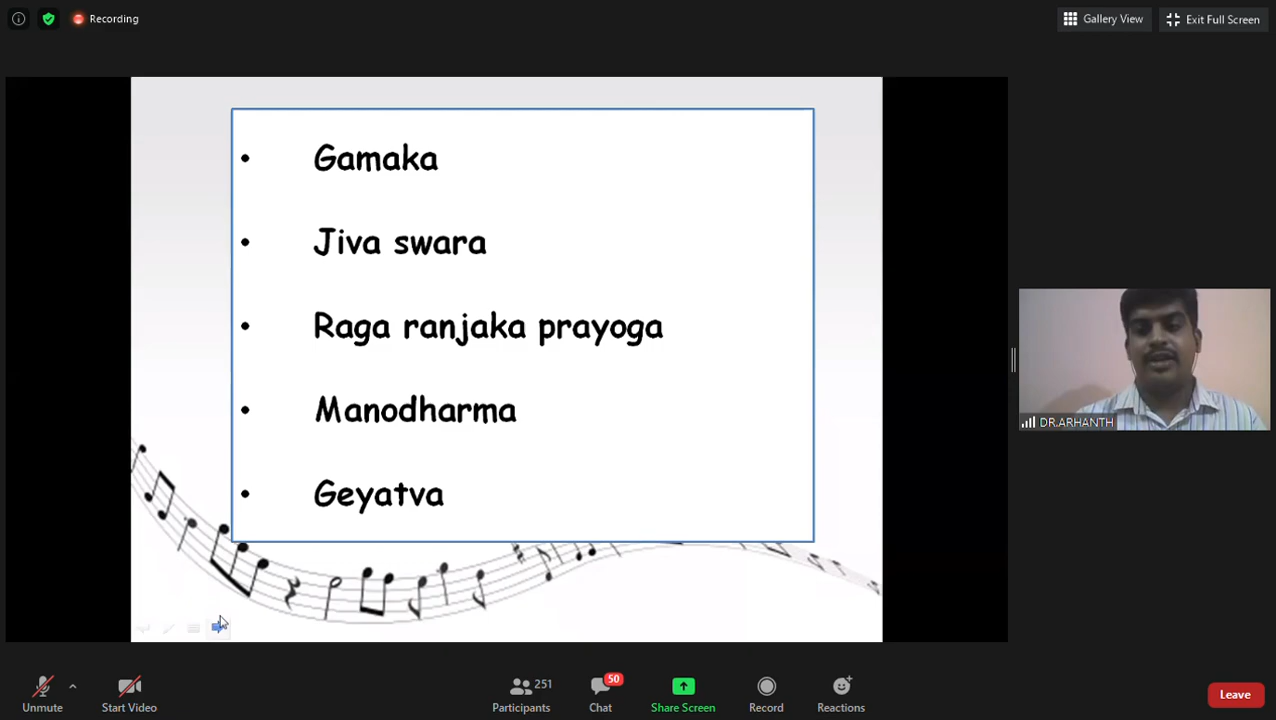 Recording
Gallery View
Exit Full Screen
• Gamaka
• Jiva swara
• Raga ranjaka prayoga
• Manodharma
• Geyatva
DR.ARHANTH
Unmute
Start Video
251
Participants
50
Chat
Share Screen
Record
Reactions
Leave